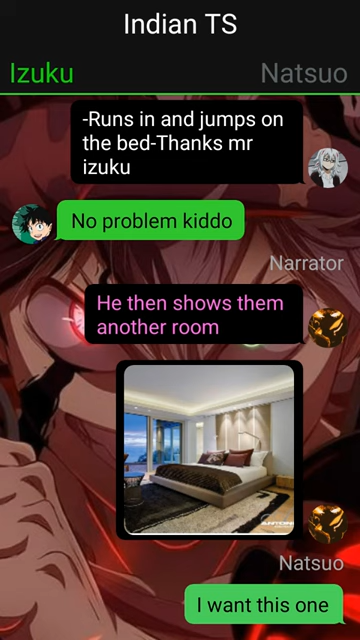 Indian TS
Izuku
Natsuo
-Runs in and jumps on
the bed-Thanks mr
izuku
No problem kiddo
Narrator
He then shows them
another room
Natsuo
I want this one